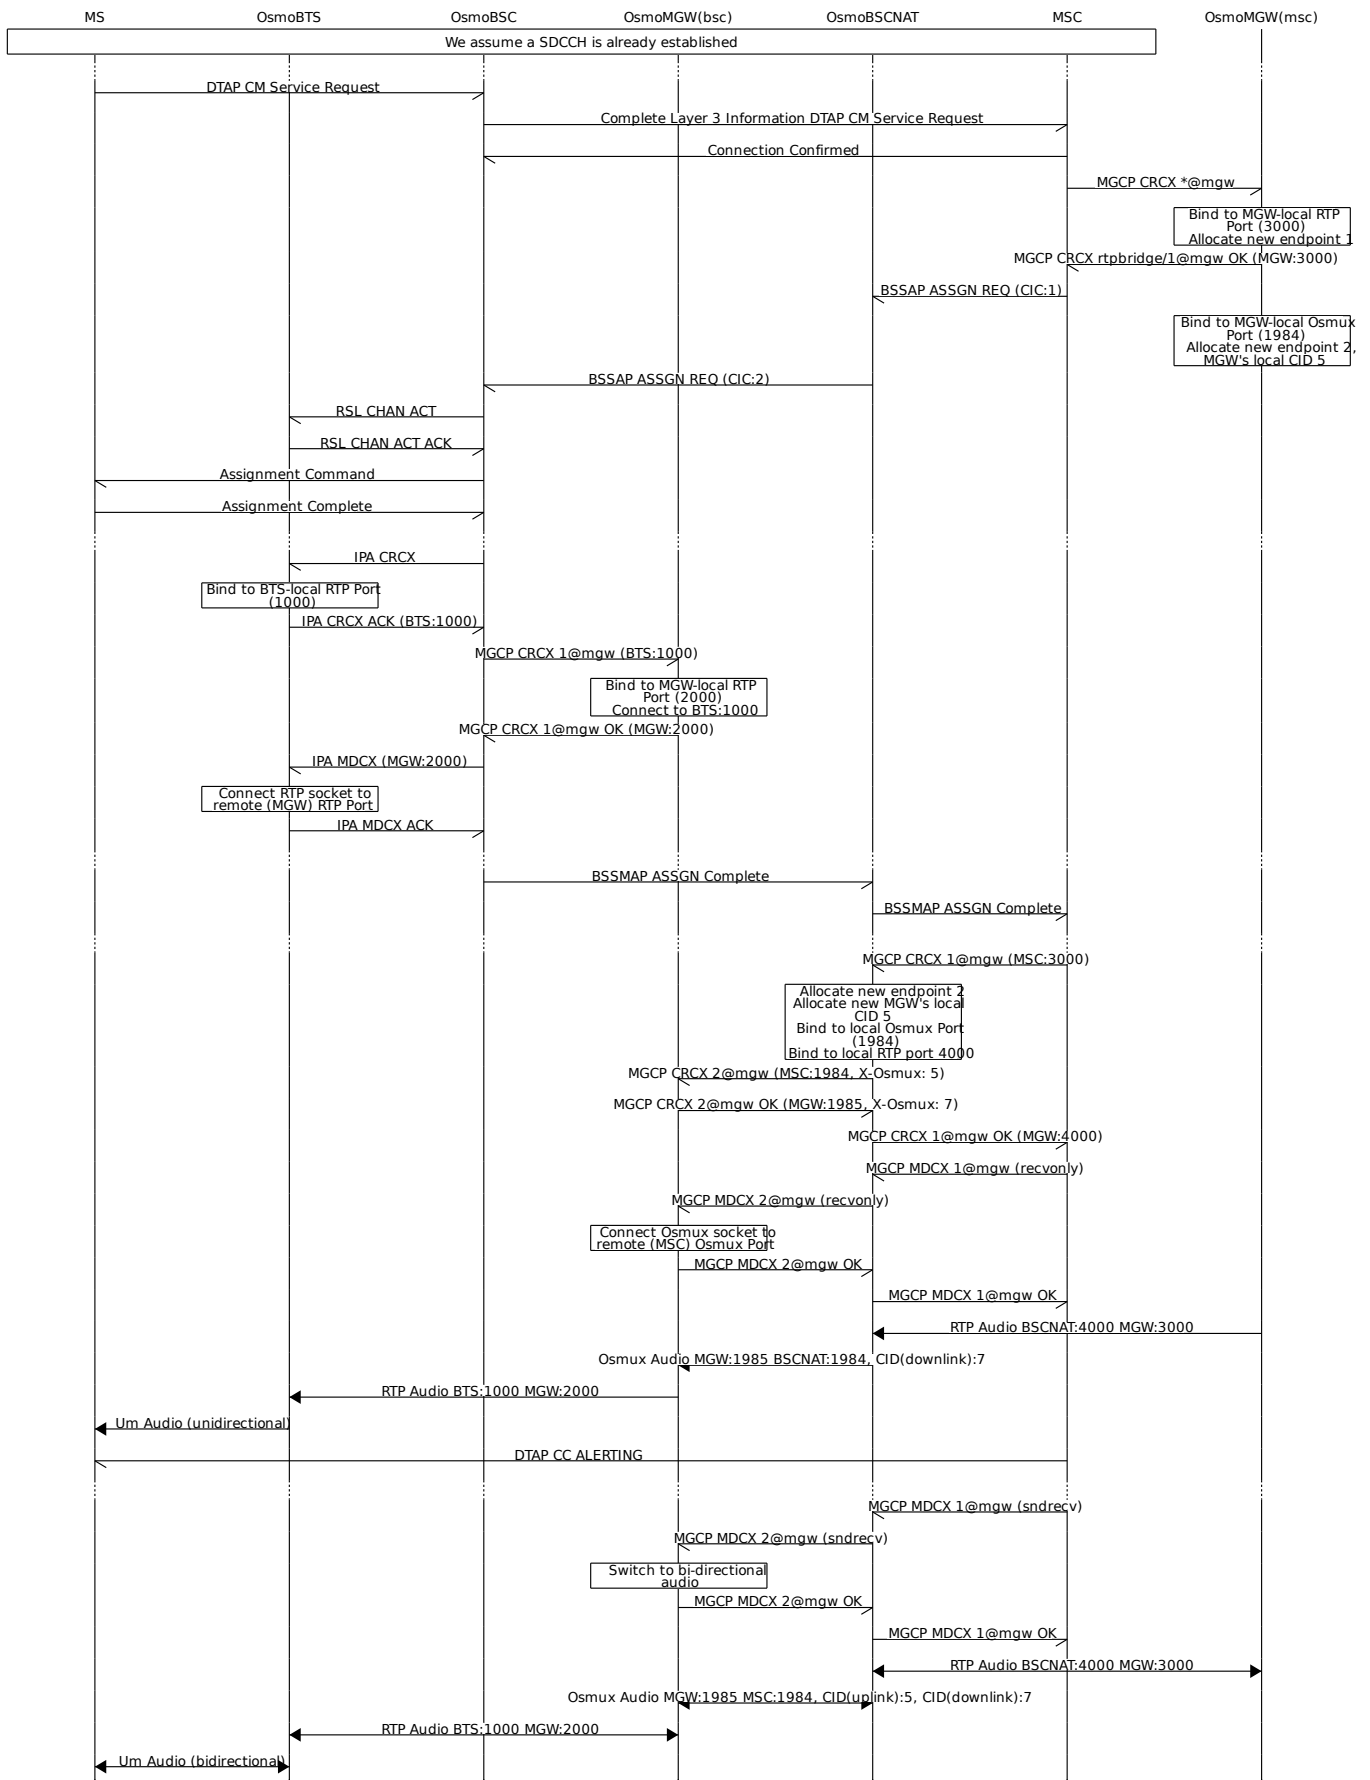 MS OsmoBTS OsmoBSC OsmoMGW(bsc) OsmoBSCNAT MSC OsmoMGW(msc)
We assume a SDCCH is already established
DTAP CM Service Request
Complete Layer 3 Information DTAP CM Service Request
Connection Confirmed
MGCP CRCX *@mgw
Bind to MGW-local RTP
Port (3000)
Allocate new endpoint 1
MGCP CRCX rtpbridge/1@mgw OK (MGW:3000)
BSSAP ASSGN REQ (CIC:1)
Bind to MGW-local Osmux
Port (1984)
Allocate new endpoint 2,
MGW's local CID 5
BSSAP ASSGN REQ (CIC:2)
RSL CHAN ACT
RSL CHAN ACT ACK
Assignment Command
Assignment Complete
IPA CRCX
Bind to BTS-local RTP Port
(1000)
IPA CRCX ACK (BTS:1000)
MGCP CRCX 1@mgw (BTS:1000)
Bind to MGW-local RTP
Port (2000)
Connect to BTS:1000
MGCP CRCX 1@mgw OK (MGW:2000)
IPA MDCX (MGW:2000)
Connect RTP socket to
remote (MGW) RTP Port
IPA MDCX ACK
BSSMAP ASSGN Complete
BSSMAP ASSGN Complete
MGCP CRCX 1@mgw (MSC:3000)
Allocate new endpoint 2
Allocate new MGW's local
CID 5
Bind to local Osmux Port
(1984)
Bind to local RTP port 4000
MGCP CRCX 2@mgw (MSC:1984, X-Osmux: 5)
MGCP CRCX 2@mgw OK (MGW:1985, X-Osmux: 7)
MGCP CRCX 1@mgw OK (MGW:4000)
MGCP MDCX 1@mgw (recvonly)
MGCP MDCX 2@mgw (recvonly)
Connect Osmux socket to
remote (MSC) Osmux Port
MGCP MDCX 2@mgw OK
MGCP MDCX 1@mgw OK
RTP Audio BSCNAT:4000 MGW:3000
Osmux Audio MGW:1985 BSCNAT:1984, CID(downlink):7
RTP Audio BTS:1000 MGW:2000
Um Audio (unidirectional)
DTAP CC ALERTING
MGCP MDCX 1@mgw (sndrecv)
MGCP MDCX 2@mgw (sndrecv)
Switch to bi-directional
audio
MGCP MDCX 2@mgw OK
MGCP MDCX 1@mgw OK
RTP Audio BSCNAT:4000 MGW:3000
Osmux Audio MGW:1985 MSC:1984, CID(uplink):5, CID(downlink):7
RTP Audio BTS:1000 MGW:2000
Um Audio (bidirectional)